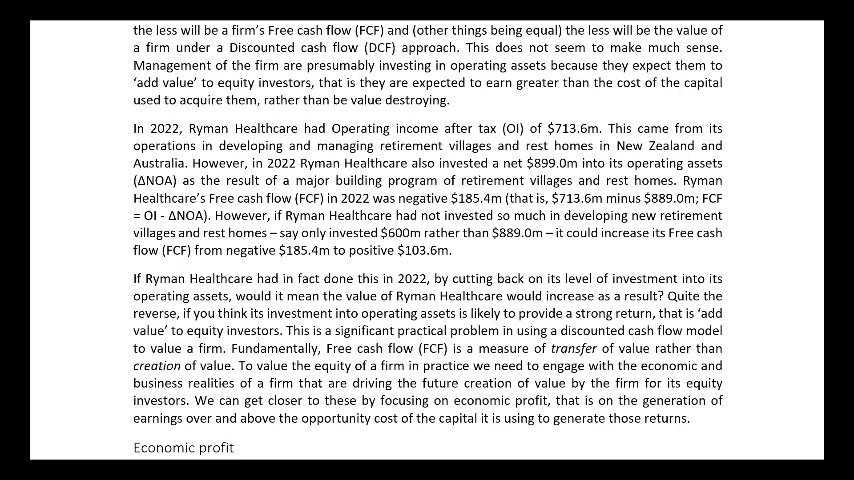 the less will be a firm's Free cash flow (FCF) and (other things being equal) the less will be the value of
a firm under a Discounted cash flow (DCF) approach. This does not seem to make much sense.
Management of the firm are presumably investing in operating assets because they expect them to
'add value' to equity investors, that is they are expected to earn greater than the cost of the capital
used to acquire them, rather than be value destroying.
In 2022, Ryman Healthcare had Operating income after tax (OI) of $713.6m. This came from its
operations in developing and managing retirement villages and rest homes in New Zealand and
Australia. However, in 2022 Ryman Healthcare also invested a net $899.0m into its operating assets
(ΔNOA) as the result of a major building program of retirement villages and rest homes. Ryman
Healthcare's Free cash flow (FCF) in 2022 was negative $185.4m (that is, $713.6m minus $889.0m; FCF
= OI - ΔNOA). However, if Ryman Healthcare had not invested so much in developing new retirement
villages and rest homes – say only invested $600m rather than $889.0m – it could increase its Free cash
flow (FCF) from negative $185.4m to positive $103.6m.
If Ryman Healthcare had in fact done this in 2022, by cutting back on its level of investment into its
operating assets, would it mean the value of Ryman Healthcare would increase as a result? Quite the
reverse, if you think its investment into operating assets is likely to provide a strong return, that is 'add
value' to equity investors. This is a significant practical problem in using a discounted cash flow model
to value a firm. Fundamentally, Free cash flow (FCF) is a measure of transfer of value rather than
creation of value. To value the equity of a firm in practice we need to engage with the economic and
business realities of a firm that are driving the future creation of value by the firm for its equity
investors. We can get closer to these by focusing on economic profit, that is on the generation of
earnings over and above the opportunity cost of the capital it is using to generate those returns.
Economic profit